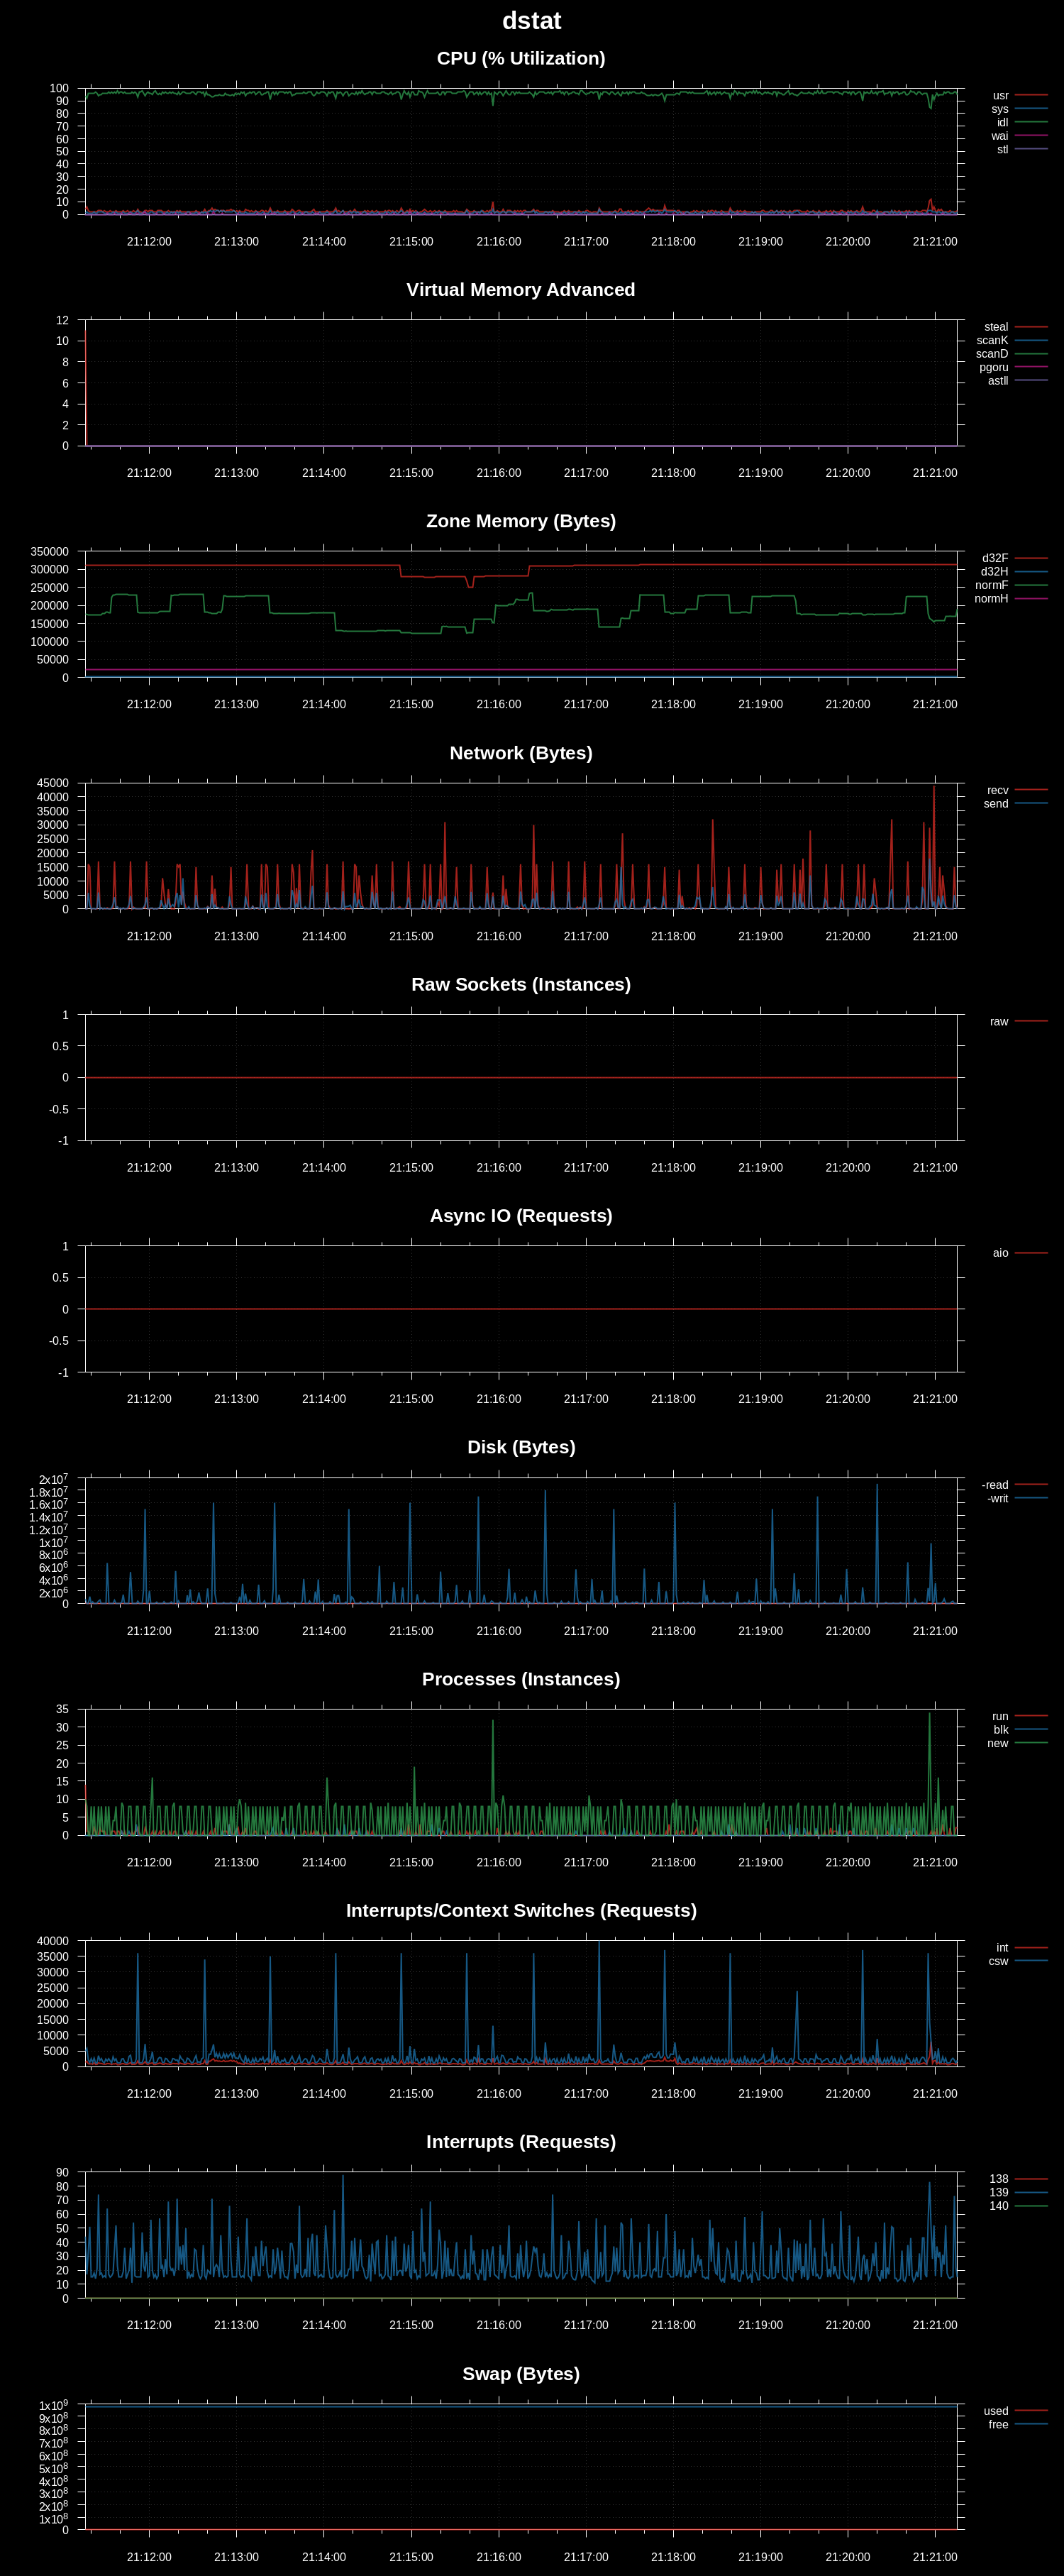 dstat
CPU (% Utilization)
100
90
80
70
60
50
40
30
20
10
0
usr
sys
idl
wai
stl
21:12:00 21:13:00 21:14:00 21:15:00 21:16:00 21:17:00 21:18:00 21:19:00 21:20:00 21:21:00
Virtual Memory Advanced
12
10
8
6
4
2
0
steal
scanK
scanD
pgoru
astll
21:12:00 21:13:00 21:14:00 21:15:00 21:16:00 21:17:00 21:18:00 21:19:00 21:20:00 21:21:00
Zone Memory (Bytes)
350000
300000
250000
200000
150000
100000
50000
0
d32F
d32H
normF
normH
21:12:00 21:13:00 21:14:00 21:15:00 21:16:00 21:17:00 21:18:00 21:19:00 21:20:00 21:21:00
Network (Bytes)
45000
40000
35000
30000
25000
20000
15000
10000
5000
0
recv
send
21:12:00 21:13:00 21:14:00 21:15:00 21:16:00 21:17:00 21:18:00 21:19:00 21:20:00 21:21:00
Raw Sockets (Instances)
1
0.5
0
-0.5
-1
raw
21:12:00 21:13:00 21:14:00 21:15:00 21:16:00 21:17:00 21:18:00 21:19:00 21:20:00 21:21:00
Async IO (Requests)
1
0.5
0
-0.5
-1
aio
21:12:00 21:13:00 21:14:00 21:15:00 21:16:00 21:17:00 21:18:00 21:19:00 21:20:00 21:21:00
Disk (Bytes)
2x10⁷
1.8x10⁷
1.6x10⁷
1.4x10⁷
1.2x10⁷
1x10⁷
8x10⁶
6x10⁶
4x10⁶
2x10⁶
0
-read
-writ
21:12:00 21:13:00 21:14:00 21:15:00 21:16:00 21:17:00 21:18:00 21:19:00 21:20:00 21:21:00
Processes (Instances)
35
30
25
20
15
10
5
0
run
blk
new
21:12:00 21:13:00 21:14:00 21:15:00 21:16:00 21:17:00 21:18:00 21:19:00 21:20:00 21:21:00
Interrupts/Context Switches (Requests)
40000
35000
30000
25000
20000
15000
10000
5000
0
int
csw
21:12:00 21:13:00 21:14:00 21:15:00 21:16:00 21:17:00 21:18:00 21:19:00 21:20:00 21:21:00
Interrupts (Requests)
90
80
70
60
50
40
30
20
10
0
138
139
140
21:12:00 21:13:00 21:14:00 21:15:00 21:16:00 21:17:00 21:18:00 21:19:00 21:20:00 21:21:00
Swap (Bytes)
1x10⁹
9x10⁸
8x10⁸
7x10⁸
6x10⁸
5x10⁸
4x10⁸
3x10⁸
2x10⁸
1x10⁸
0
used
free
21:12:00 21:13:00 21:14:00 21:15:00 21:16:00 21:17:00 21:18:00 21:19:00 21:20:00 21:21:00